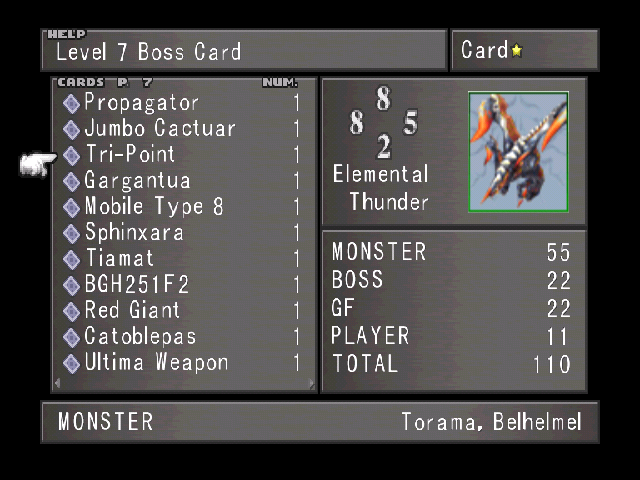 HELP
Level 7 Boss Card
Card
CARDS P. 7 NUM.
Propagator 1
Jumbo Cactuar 1
Tri-Point 1
Gargantua 1
Mobile Type 8 1
Sphinxara 1
Tiamat 1
BGH251F2 1
Red Giant 1
Catoblepas 1
Ultima Weapon 1
8
8 5
2
Elemental
Thunder
MONSTER 55
BOSS 22
GF 22
PLAYER 11
TOTAL 110
MONSTER Torama, Belhelmel